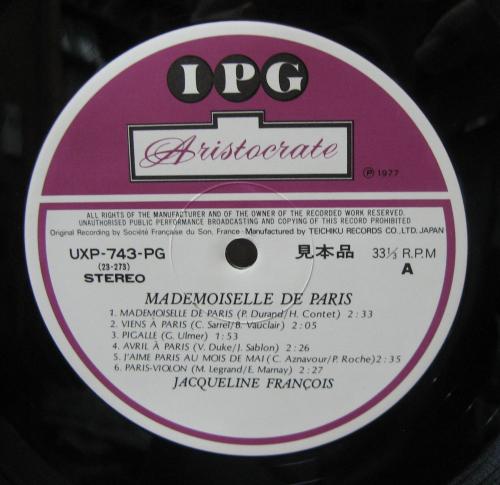 IPG
Aristocrate
Ⓟ 1977
ALL RIGHTS OF THE MANUFACTURER AND OF THE OWNER OF THE RECORDED WORK RESERVED.
UNAUTHORISED PUBLIC PERFORMANCE BROADCASTING AND COPYING OF THIS RECORD PROHIBITED
Original Recording by Société Française du Son, France · Manufactured by TEICHIKU RECORDS CO., LTD. JAPAN
UXP-743-PG 見本品 33⅓ R.P.M
(23-273) A
STEREO
MADEMOISELLE DE PARIS
1. MADEMOISELLE DE PARIS (P. Durand/H. Contet) 2:33
2. VIENS À PARIS (C. Sarrel/B. Vauclair) 2:05
3. PIGALLE (G. Ulmer) 1:53
4. AVRIL À PARIS (V. Duke/J. Sablon) 2:26
5. J'AIME PARIS AU MOIS DE MAI (C. Aznavour/P. Roche) 2:35
6. PARIS-VIOLON (M. Legrand/E. Marnay) 2:27
JACQUELINE FRANÇOIS